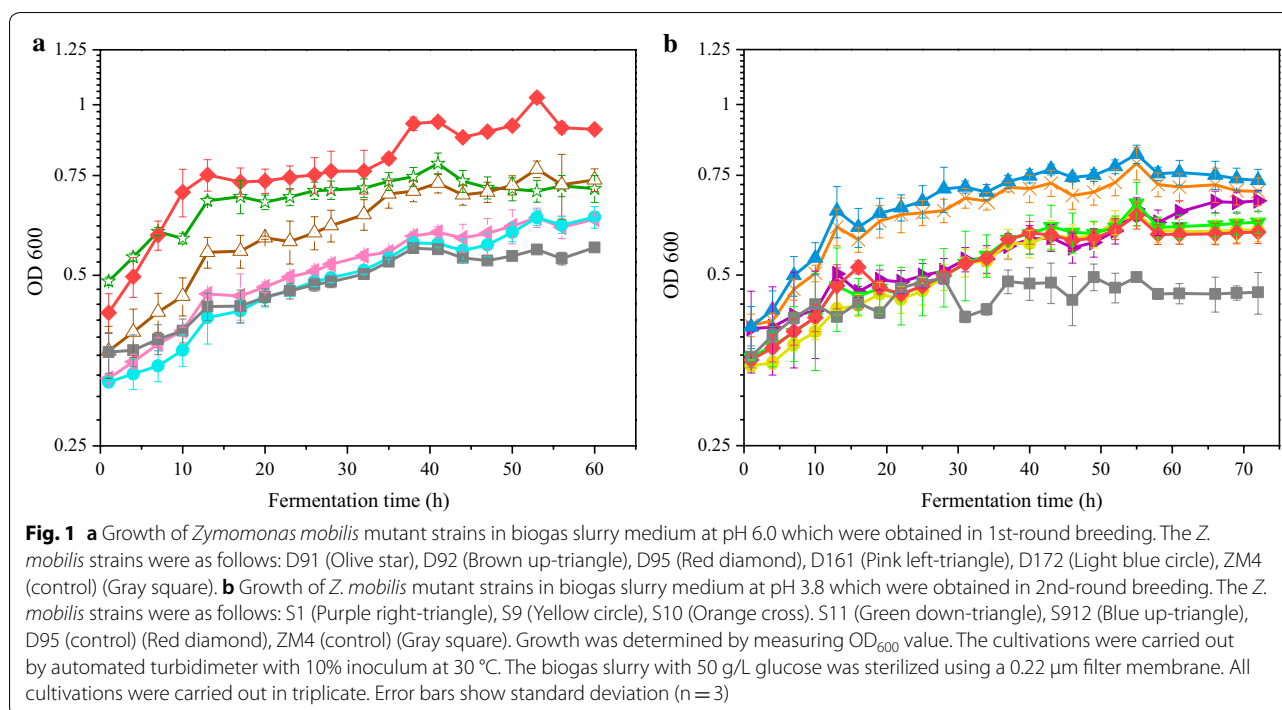 a
1.25
1
0.75
0.5
0.25
OD 600
0 10 20 30 40 50 60
Fermentation time (h)
b
1.25
1
0.75
0.5
0.25
OD 600
0 10 20 30 40 50 60 70
Fermentation time (h)
Fig. 1 a Growth of Zymomonas mobilis mutant strains in biogas slurry medium at pH 6.0 which were obtained in 1st-round breeding. The Z.
mobilis strains were as follows: D91 (Olive star), D92 (Brown up-triangle), D95 (Red diamond), D161 (Pink left-triangle), D172 (Light blue circle), ZM4
(control) (Gray square). b Growth of Z. mobilis mutant strains in biogas slurry medium at pH 3.8 which were obtained in 2nd-round breeding. The Z.
mobilis strains were as follows: S1 (Purple right-triangle), S9 (Yellow circle), S10 (Orange cross). S11 (Green down-triangle), S912 (Blue up-triangle),
D95 (control) (Red diamond), ZM4 (control) (Gray square). Growth was determined by measuring OD600 value. The cultivations were carried out
by automated turbidimeter with 10% inoculum at 30 °C. The biogas slurry with 50 g/L glucose was sterilized using a 0.22 μm filter membrane. All
cultivations were carried out in triplicate. Error bars show standard deviation (n = 3)